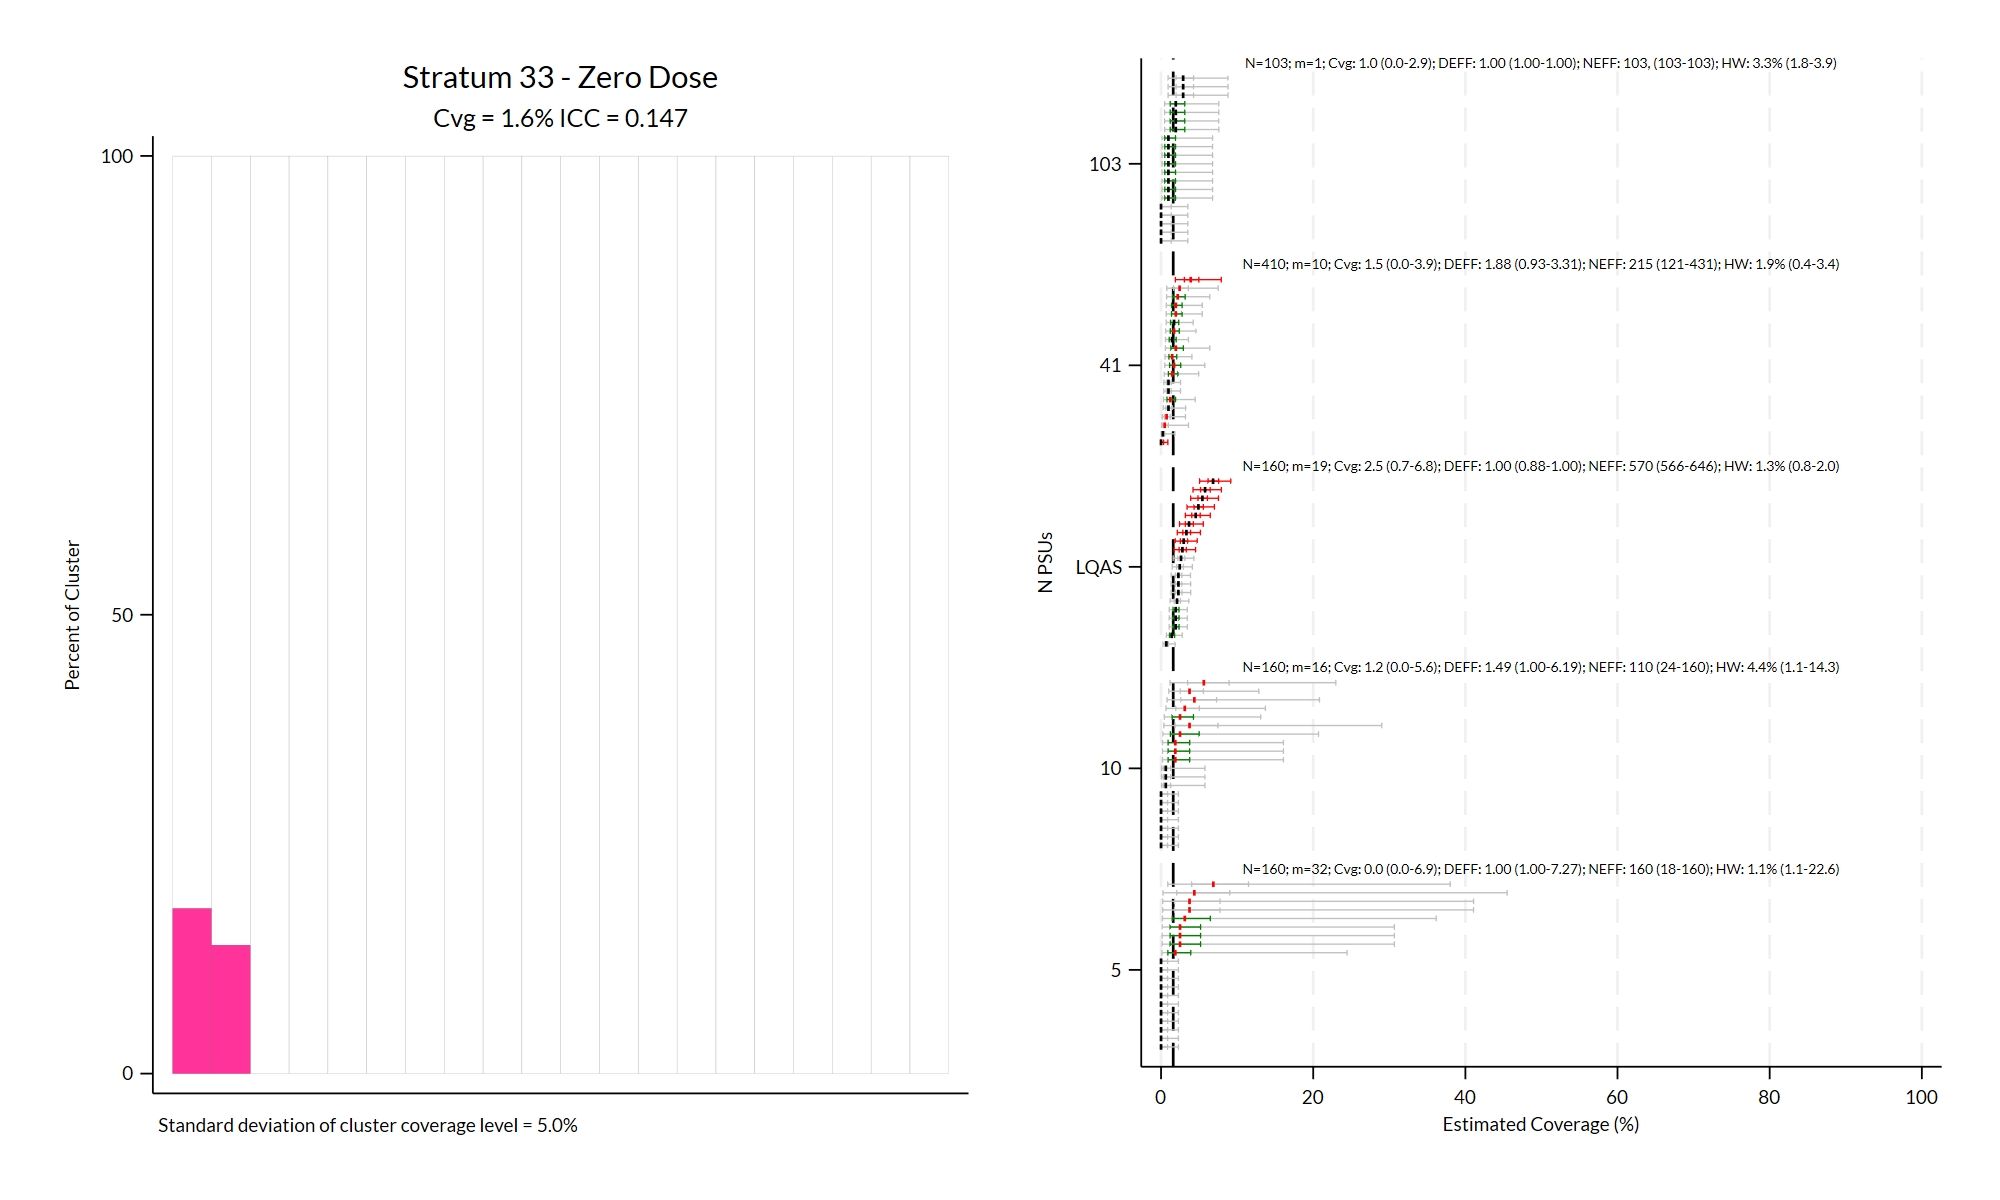 Stratum 33 - Zero Dose
Cvg = 1.6% ICC = 0.147
100
50
0
Percent of Cluster
Standard deviation of cluster coverage level = 5.0%
N=103; m=1; Cvg: 1.0 (0.0-2.9); DEFF: 1.00 (1.00-1.00); NEFF: 103, (103-103); HW: 3.3% (1.8-3.9)
103
N=410; m=10; Cvg: 1.5 (0.0-3.9); DEFF: 1.88 (0.93-3.31); NEFF: 215 (121-431); HW: 1.9% (0.4-3.4)
41
N=160; m=19; Cvg: 2.5 (0.7-6.8); DEFF: 1.00 (0.88-1.00); NEFF: 570 (566-646); HW: 1.3% (0.8-2.0)
LQAS
N=160; m=16; Cvg: 1.2 (0.0-5.6); DEFF: 1.49 (1.00-6.19); NEFF: 110 (24-160); HW: 4.4% (1.1-14.3)
10
N=160; m=32; Cvg: 0.0 (0.0-6.9); DEFF: 1.00 (1.00-7.27); NEFF: 160 (18-160); HW: 1.1% (1.1-22.6)
5
N PSUs
0 20 40 60 80 100
Estimated Coverage (%)